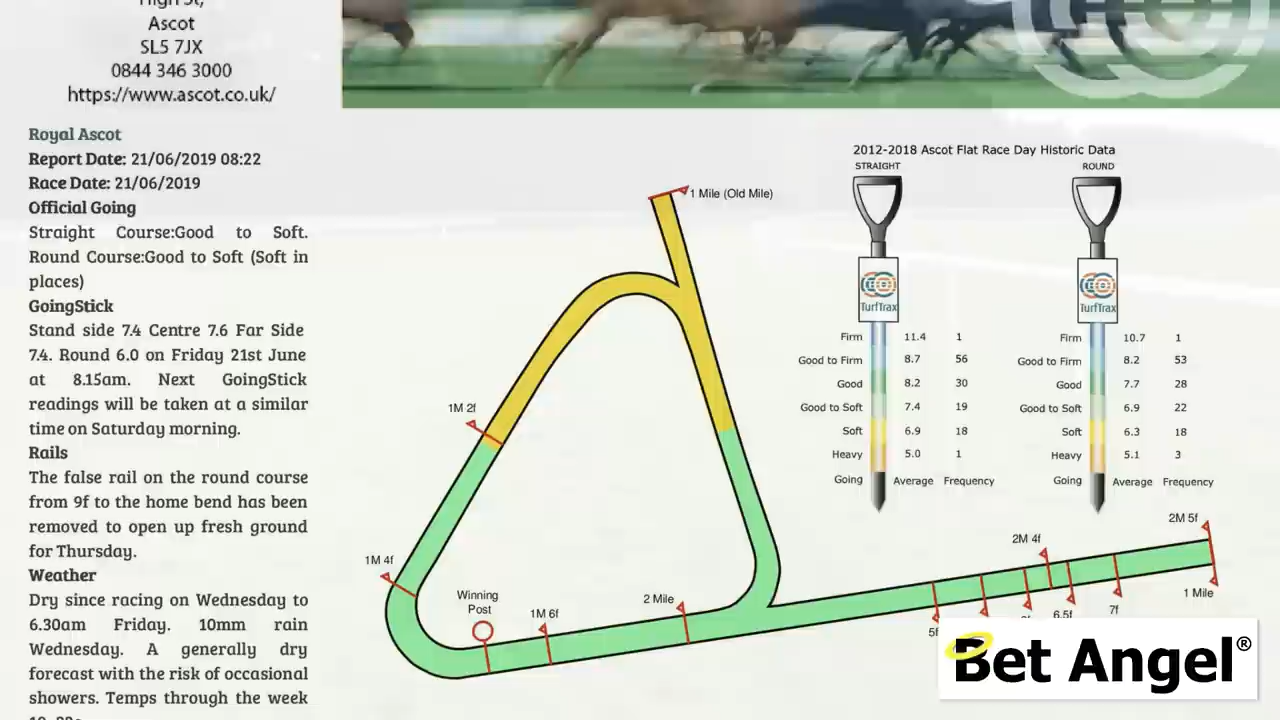 High St,
Ascot
SL5 7JX
0844 346 3000
https://www.ascot.co.uk/
Royal Ascot
Report Date: 21/06/2019 08:22
Race Date: 21/06/2019
Official Going
Straight Course:Good to Soft.
Round Course:Good to Soft (Soft in
places)
GoingStick
Stand side 7.4 Centre 7.6 Far Side
7.4. Round 6.0 on Friday 21st June
at 8.15am. Next GoingStick
readings will be taken at a similar
time on Saturday morning.
Rails
The false rail on the round course
from 9f to the home bend has been
removed to open up fresh ground
for Thursday.
Weather
Dry since racing on Wednesday to
6.30am Friday. 10mm rain
Wednesday. A generally dry
forecast with the risk of occasional
showers. Temps through the week
2012-2018 Ascot Flat Race Day Historic Data
STRAIGHT
TurfTrax
Firm 11.4 1
Good to Firm 8.7 56
Good 8.2 30
Good to Soft 7.4 19
Soft 6.9 18
Heavy 5.0 1
Going Average Frequency
ROUND
TurfTrax
Firm 10.7 1
Good to Firm 8.2 53
Good 7.7 28
Good to Soft 6.9 22
Soft 6.3 18
Heavy 5.1 3
Going Average Frequency
1 Mile (Old Mile)
1M 2f
1M 4f
Winning
Post
1M 6f
2 Mile
2M 4f
2M 5f
5f
6.5f
7f
1 Mile
Bet Angel®